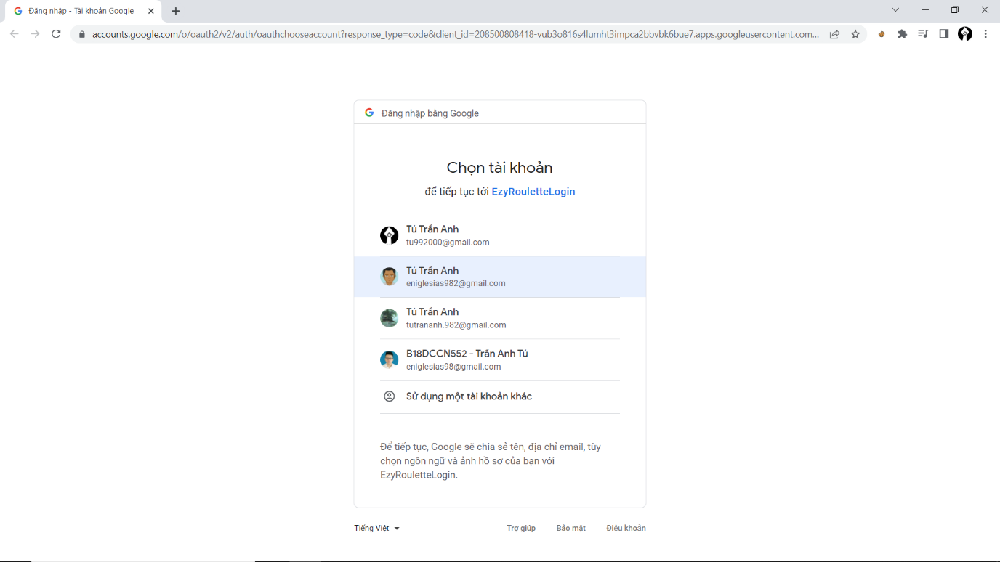 Đăng nhập - Tài khoản Google
accounts.google.com/o/oauth2/v2/auth/oauthchooseaccount?response_type=code&client_id=208500808418-vub3o816s4lumht3impca2bbvbk6bue7.apps.googleusercontent.com...
Đăng nhập bằng Google
Chọn tài khoản
để tiếp tục tới EzyRouletteLogin
Tú Trần Anh
tu992000@gmail.com
Tú Trần Anh
eniglesias982@gmail.com
Tú Trần Anh
tutrananh.982@gmail.com
B18DCCN552 - Trần Anh Tú
eniglesias98@gmail.com
Sử dụng một tài khoản khác
Để tiếp tục, Google sẽ chia sẻ tên, địa chỉ email, tùy
chọn ngôn ngữ và ảnh hồ sơ của bạn với
EzyRouletteLogin.
Tiếng Việt Trợ giúp Bảo mật Điều khoản